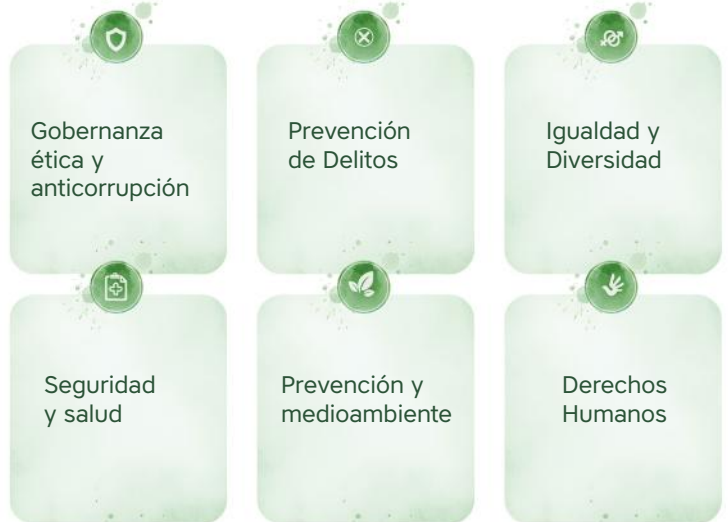 Gobernanza
ética y
anticorrupción
Prevención
de Delitos
Igualdad y
Diversidad
Seguridad
y salud
Prevención y
medioambiente
Derechos
Humanos